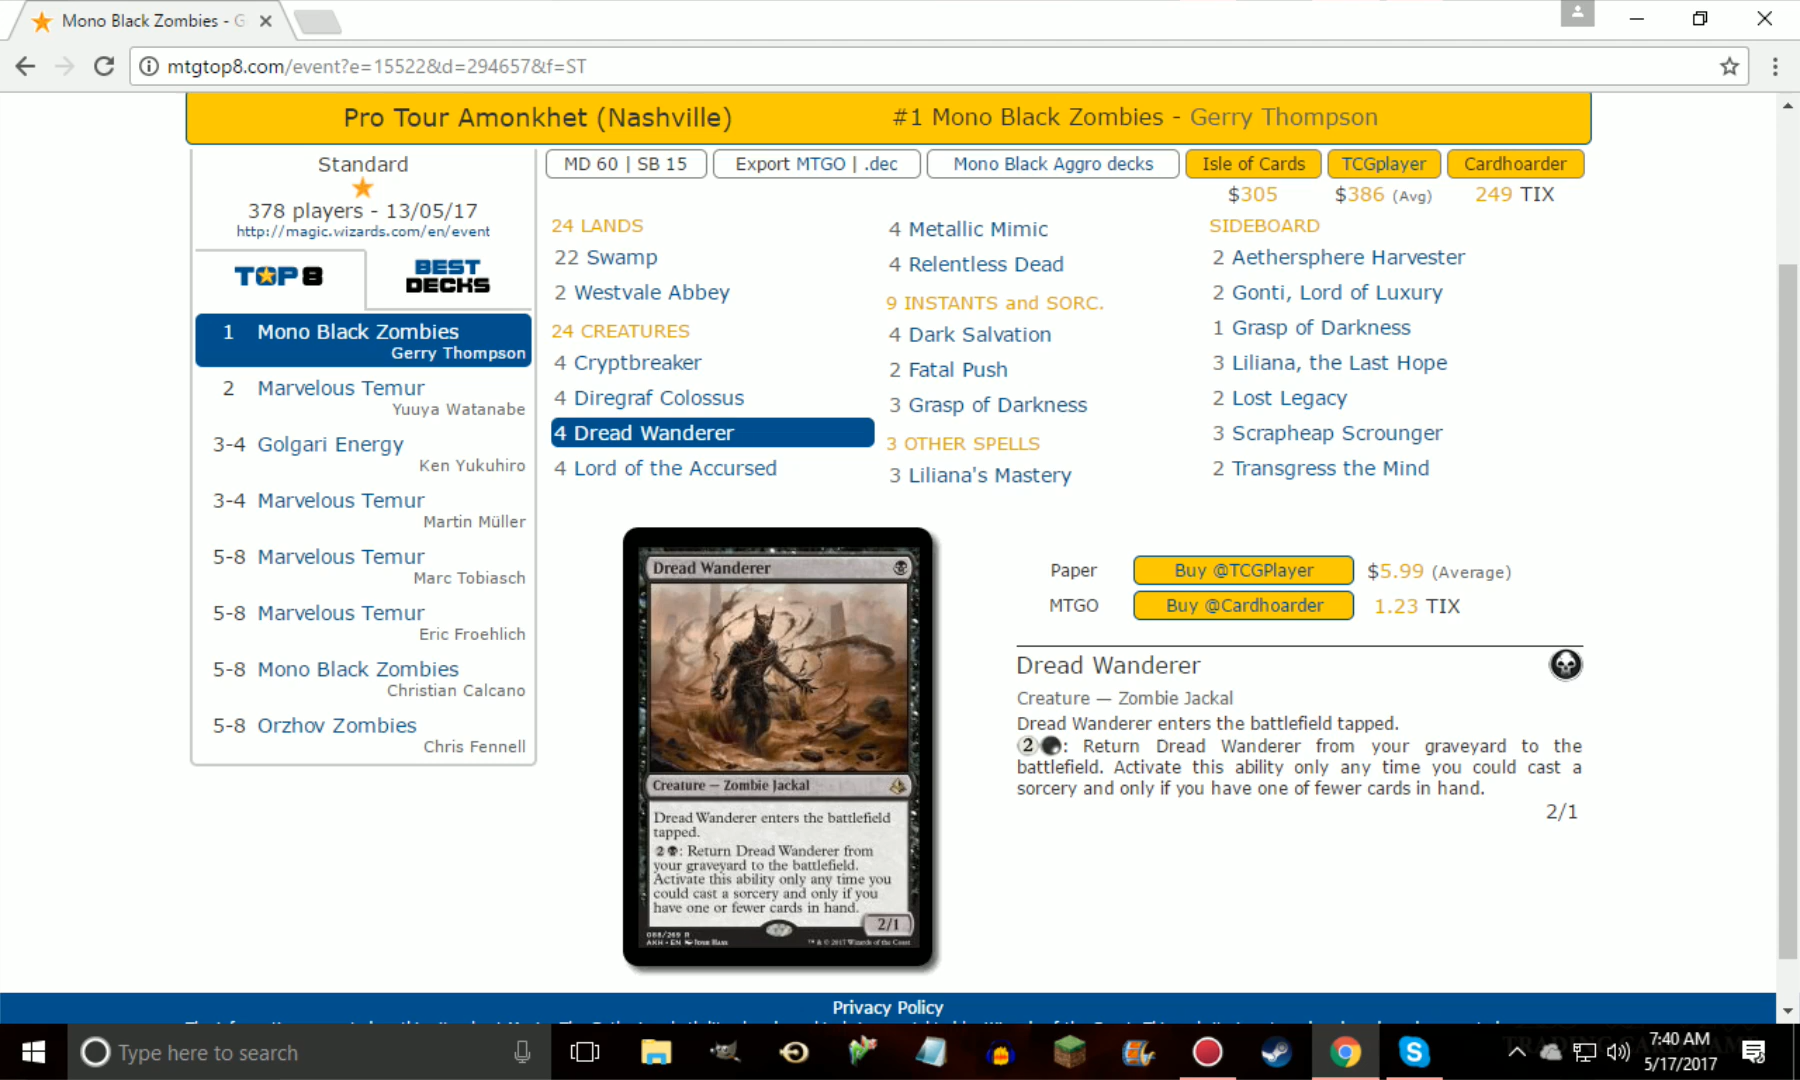 Mono Black Zombies - G
mtgtop8.com/event?e=15522&d=294657&f=ST
Pro Tour Amonkhet (Nashville)
#1 Mono Black Zombies - Gerry Thompson
Standard
378 players - 13/05/17
http://magic.wizards.com/en/event
TOP 8
BEST
DECKS
1 Mono Black Zombies
Gerry Thompson
2 Marvelous Temur
Yuuya Watanabe
3-4 Golgari Energy
Ken Yukuhiro
3-4 Marvelous Temur
Martin Müller
5-8 Marvelous Temur
Marc Tobiasch
5-8 Marvelous Temur
Eric Froehlich
5-8 Mono Black Zombies
Christian Calcano
5-8 Orzhov Zombies
Chris Fennell
MD 60 | SB 15
Export MTGO | .dec
Mono Black Aggro decks
Isle of Cards
TCGplayer
Cardhoarder
$305
$386 (Avg)
249 TIX
24 LANDS
22 Swamp
2 Westvale Abbey
24 CREATURES
4 Cryptbreaker
4 Diregraf Colossus
4 Dread Wanderer
4 Lord of the Accursed
4 Metallic Mimic
4 Relentless Dead
9 INSTANTS and SORC.
4 Dark Salvation
2 Fatal Push
3 Grasp of Darkness
3 OTHER SPELLS
3 Liliana's Mastery
SIDEBOARD
2 Aethersphere Harvester
2 Gonti, Lord of Luxury
1 Grasp of Darkness
3 Liliana, the Last Hope
2 Lost Legacy
3 Scrapheap Scrounger
2 Transgress the Mind
Dread Wanderer
Creature — Zombie Jackal
Dread Wanderer enters the battlefield
tapped.
2: Return Dread Wanderer from
your graveyard to the battlefield.
Activate this ability only any time you
could cast a sorcery and only if you
have one or fewer cards in hand.
2/1
088/269 R
AKH • EN
™ & © 2017 Wizards of the Coast
Paper
Buy @TCGPlayer
$5.99 (Average)
MTGO
Buy @Cardhoarder
1.23 TIX
Dread Wanderer
Creature — Zombie Jackal
Dread Wanderer enters the battlefield tapped.
2: Return Dread Wanderer from your graveyard to the
battlefield. Activate this ability only any time you could cast a
sorcery and only if you have one of fewer cards in hand.
2/1
Privacy Policy
Type here to search
7:40 AM
5/17/2017